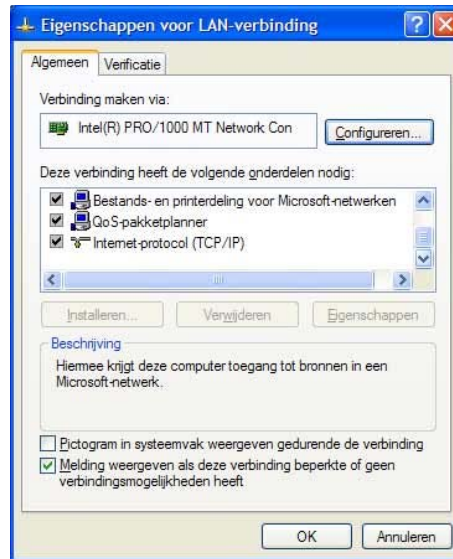 Eigenschappen voor LAN-verbinding
Algemeen
Verificatie
Verbinding maken via:
Intel(R) PRO/1000 MT Network Con
Configureren...
Deze verbinding heeft de volgende onderdelen nodig:
Bestands- en printerdeling voor Microsoft-netwerken
QoS-pakketplanner
Internet-protocol (TCP/IP)
Installeren...
Verwijderen
Eigenschappen
Beschrijving
Hiermee krijgt deze computer toegang tot bronnen in een
Microsoft-netwerk.
Pictogram in systeemvak weergeven gedurende de verbinding
Melding weergeven als deze verbinding beperkte of geen
verbindingsmogelijkheden heeft
OK
Annuleren